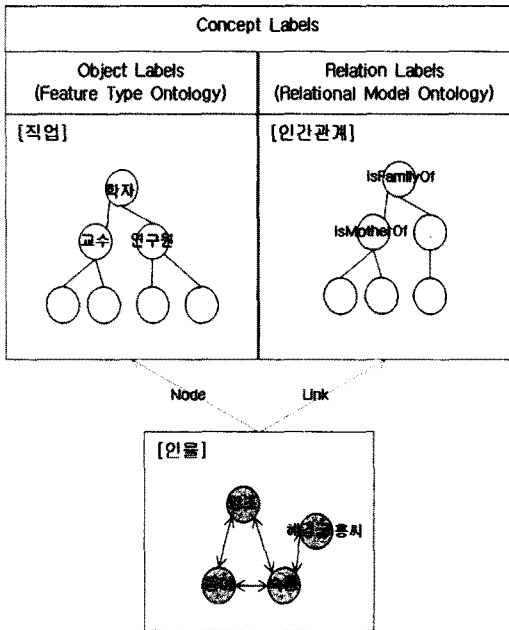 Concept Labels
Object Labels
(Feature Type Ontology)
Relation Labels
(Relational Model Ontology)
[직업]
학자
교수
연구원
[인간관계]
isFamilyOf
isMotherOf
Node
Link
[인물]